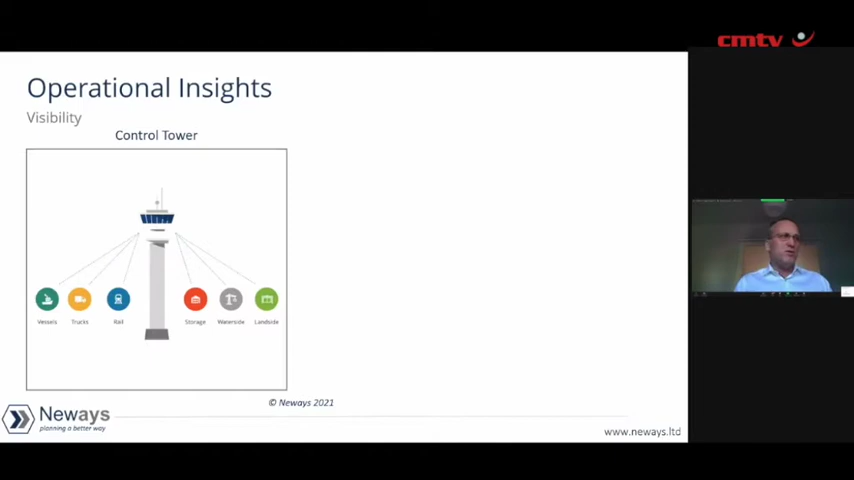 cmtv
Operational Insights
Visibility
Control Tower
Vessels
Trucks
Rail
Storage
Waterside
Landside
© Neways 2021
Neways
planning a better way
www.neways.ltd